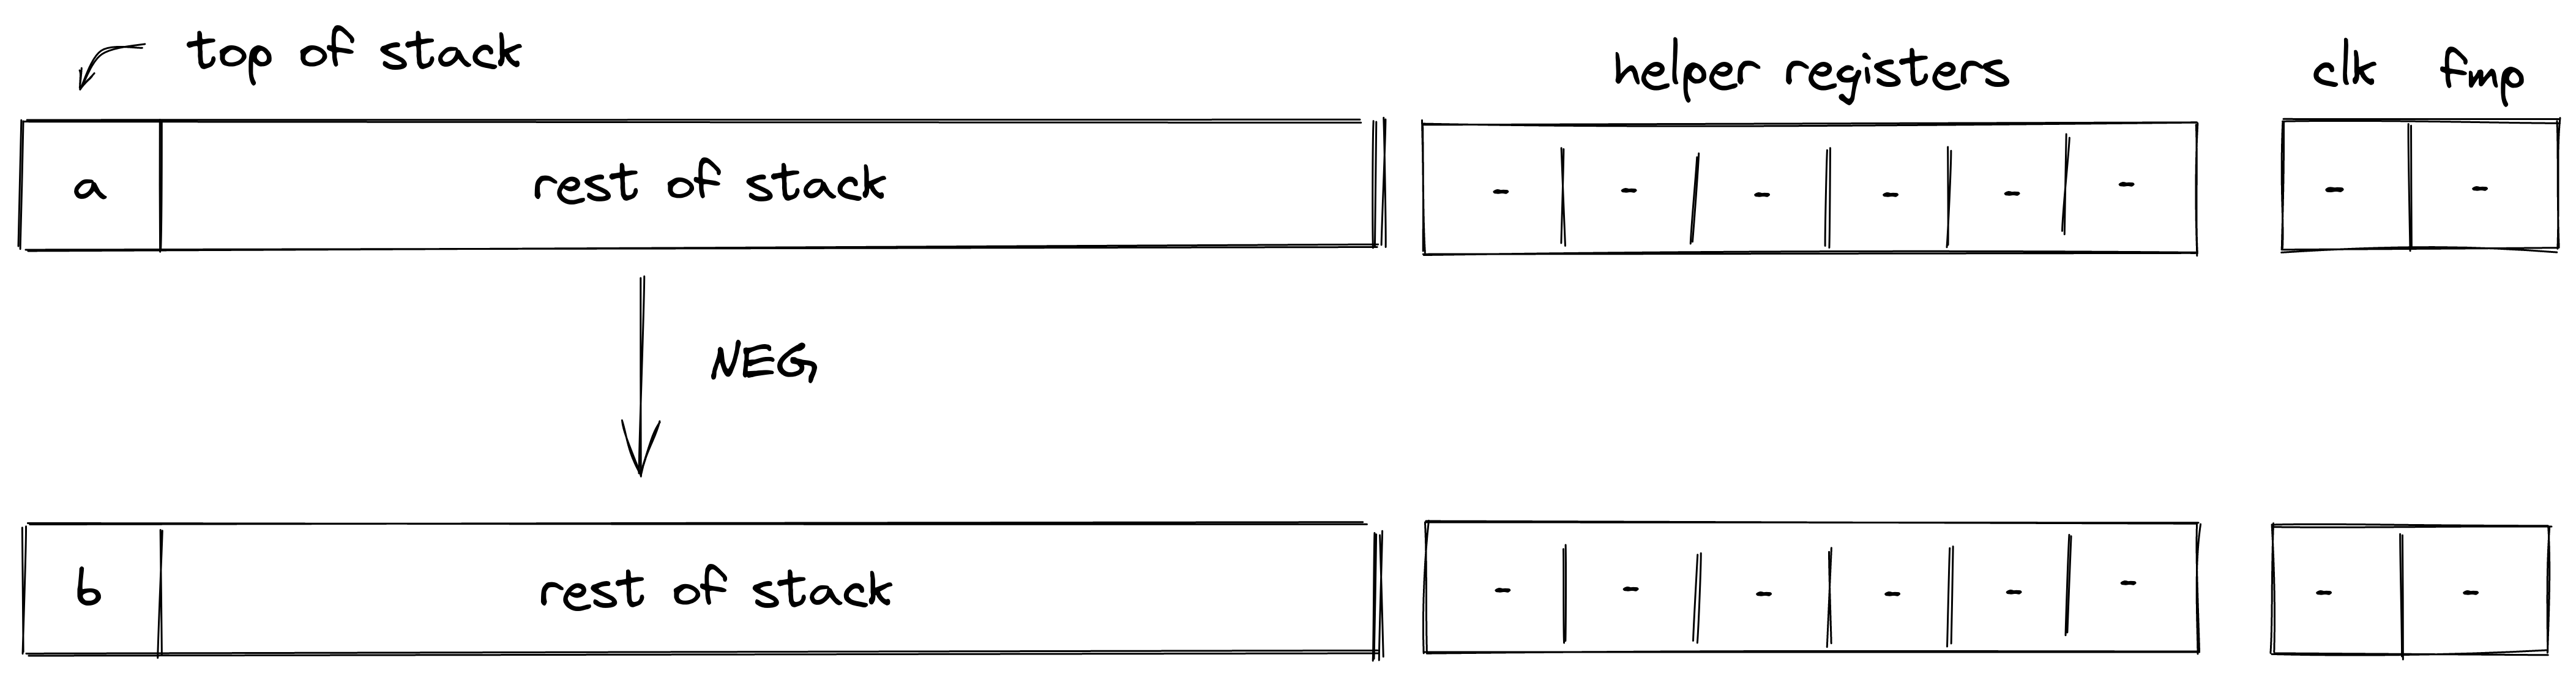 top of stack
helper registers
clk fmp
a rest of stack - - - - - - - -
NEG
b rest of stack - - - - - - - -